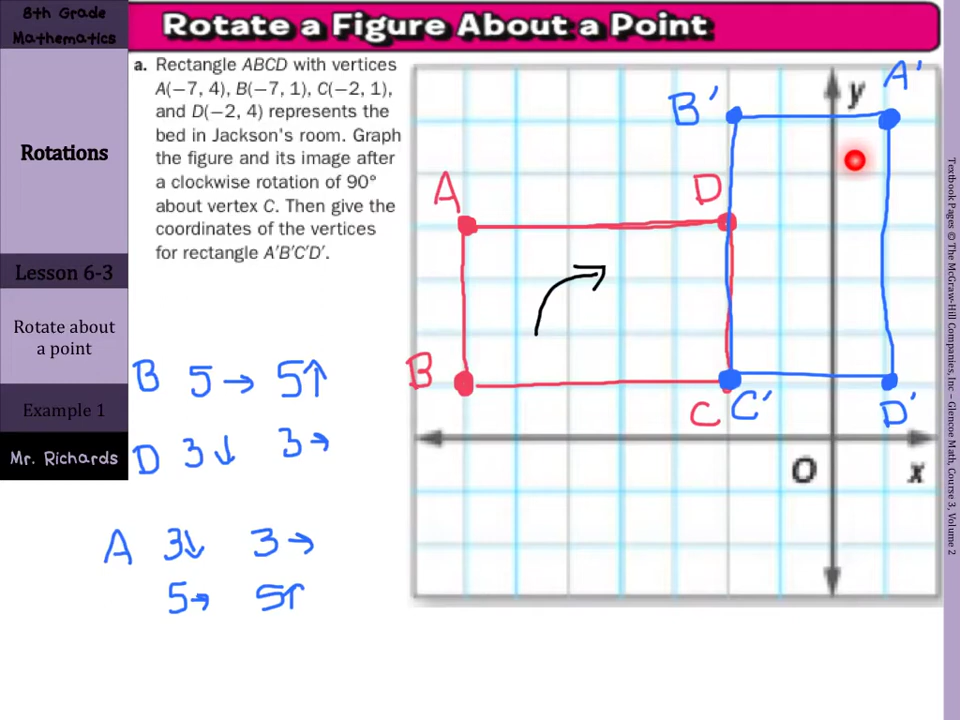 8th Grade
Mathematics
Rotations
Lesson 6-3
Rotate about
a point
Example 1
Mr. Richards
Rotate a Figure About a Point
a. Rectangle ABCD with vertices
A(−7, 4), B(−7, 1), C(−2, 1),
and D(−2, 4) represents the
bed in Jackson's room. Graph
the figure and its image after
a clockwise rotation of 90°
about vertex C. Then give the
coordinates of the vertices
for rectangle A′B′C′D′.
B 5 → 5↑
D 3↓ 3→
A 3↓ 3→
5→ 5↑
B' y A'
A D
B C C' D'
O x
Textbook Pages © The McGraw-Hill Companies, Inc – Glencoe Math, Course 3, Volume 2